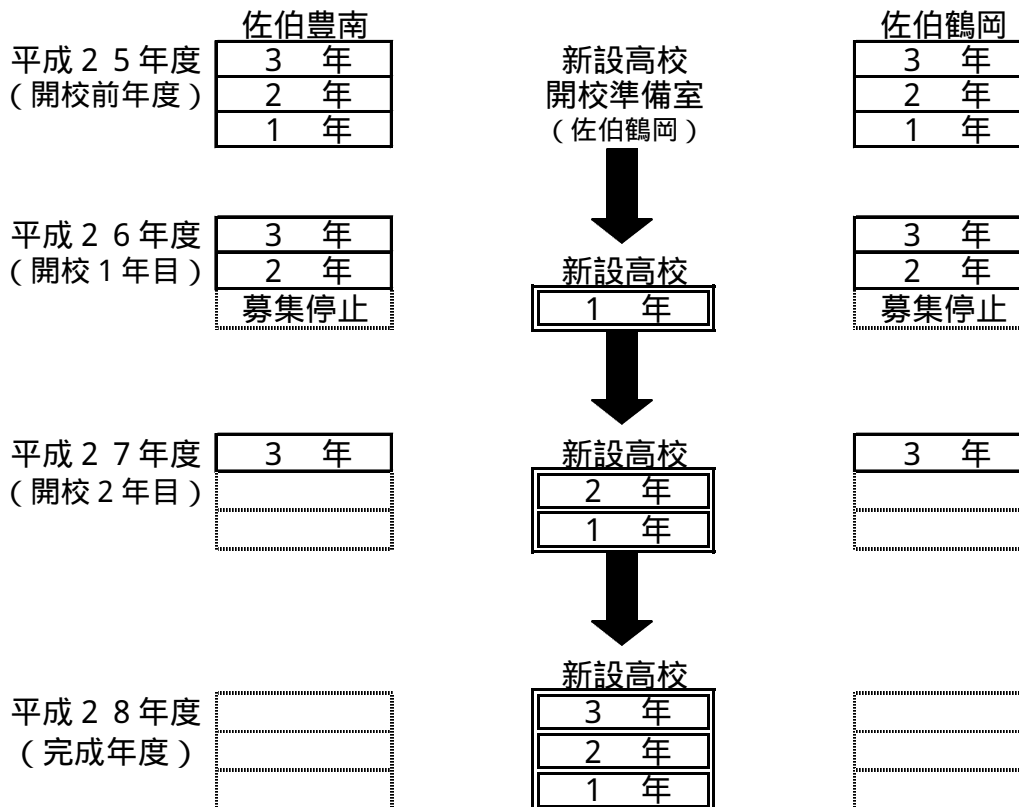 佐伯豊南 佐伯鶴岡
平成２５年度 ３　年 新設高校 ３　年
（開校前年度） ２　年 開校準備室 ２　年
１　年 （佐伯鶴岡） １　年
平成２６年度 ３　年 ３　年
（開校１年目） ２　年 新設高校 ２　年
募集停止 １　年 募集停止
平成２７年度 ３　年 新設高校 ３　年
（開校２年目） ２　年
１　年
新設高校
平成２８年度 ３　年
（完成年度） ２　年
１　年